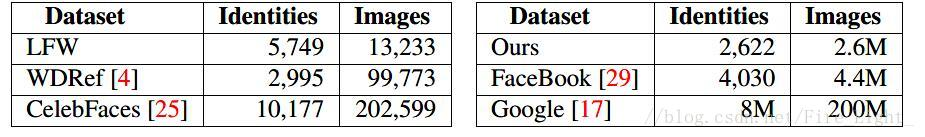 Dataset Identities Images
LFW 5,749 13,233
WDRef [4] 2,995 99,773
CelebFaces [25] 10,177 202,599
Dataset Identities Images
Ours 2,622 2.6M
FaceBook [29] 4,030 4.4M
Google [17] 8M 200M
//blog.csdn.net/Fire_Light_